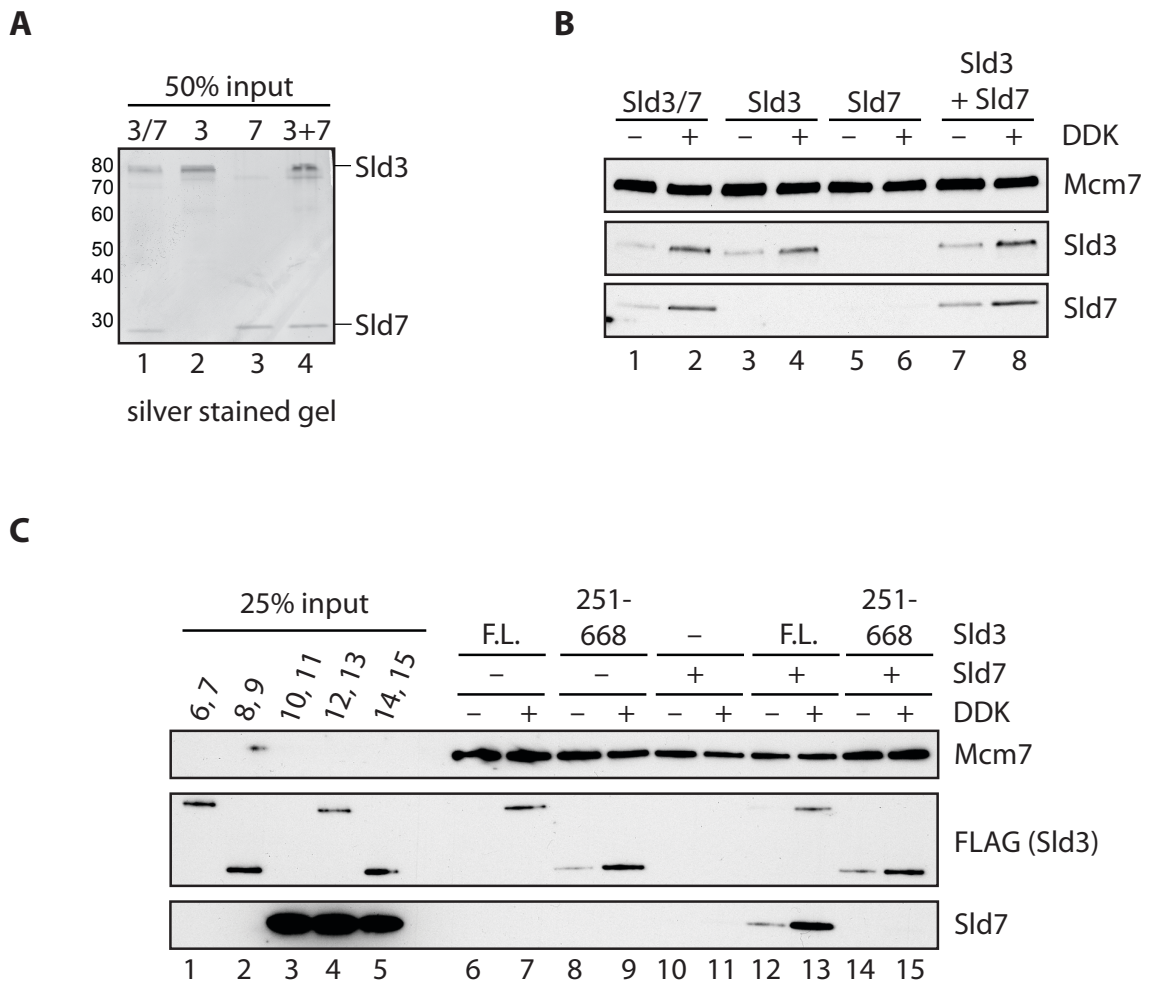 A
50% input
3/7 3 7 3+7
80
70
60
50
40
30
Sld3
Sld7
1 2 3 4
silver stained gel
B
Sld3/7 Sld3 Sld7 Sld3 + Sld7
– + – + – + – + DDK
Mcm7
Sld3
Sld7
1 2 3 4 5 6 7 8
C
25% input
6, 7 8, 9 10, 11 12, 13 14, 15
F.L. 251-668 – F.L. 251-668 Sld3
– – + + + Sld7
– + – + – + – + – + DDK
Mcm7
FLAG (Sld3)
Sld7
1 2 3 4 5 6 7 8 9 10 11 12 13 14 15